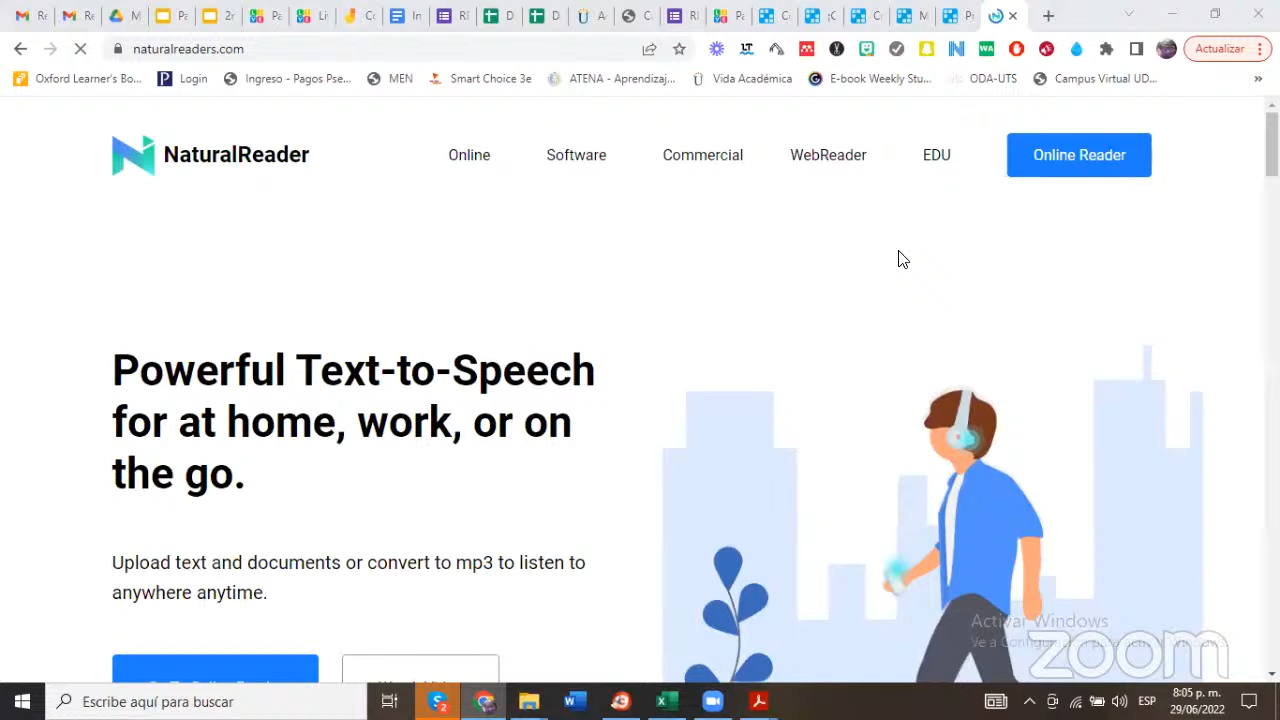 naturalreaders.com
Actualizar
Oxford Learner's Bo...
Login
Ingreso - Pagos Pse...
MEN
Smart Choice 3e
ATENA - Aprendizaj...
Vida Académica
E-book Weekly Stu...
ODA-UTS
Campus Virtual UD...
NaturalReader
Online
Software
Commercial
WebReader
EDU
Online Reader
Powerful Text-to-Speech
for at home, work, or on
the go.
Upload text and documents or convert to mp3 to listen to
anywhere anytime.
Activar Windows
zoom
Escribe aquí para buscar
ESP
8:05 p. m.
29/06/2022